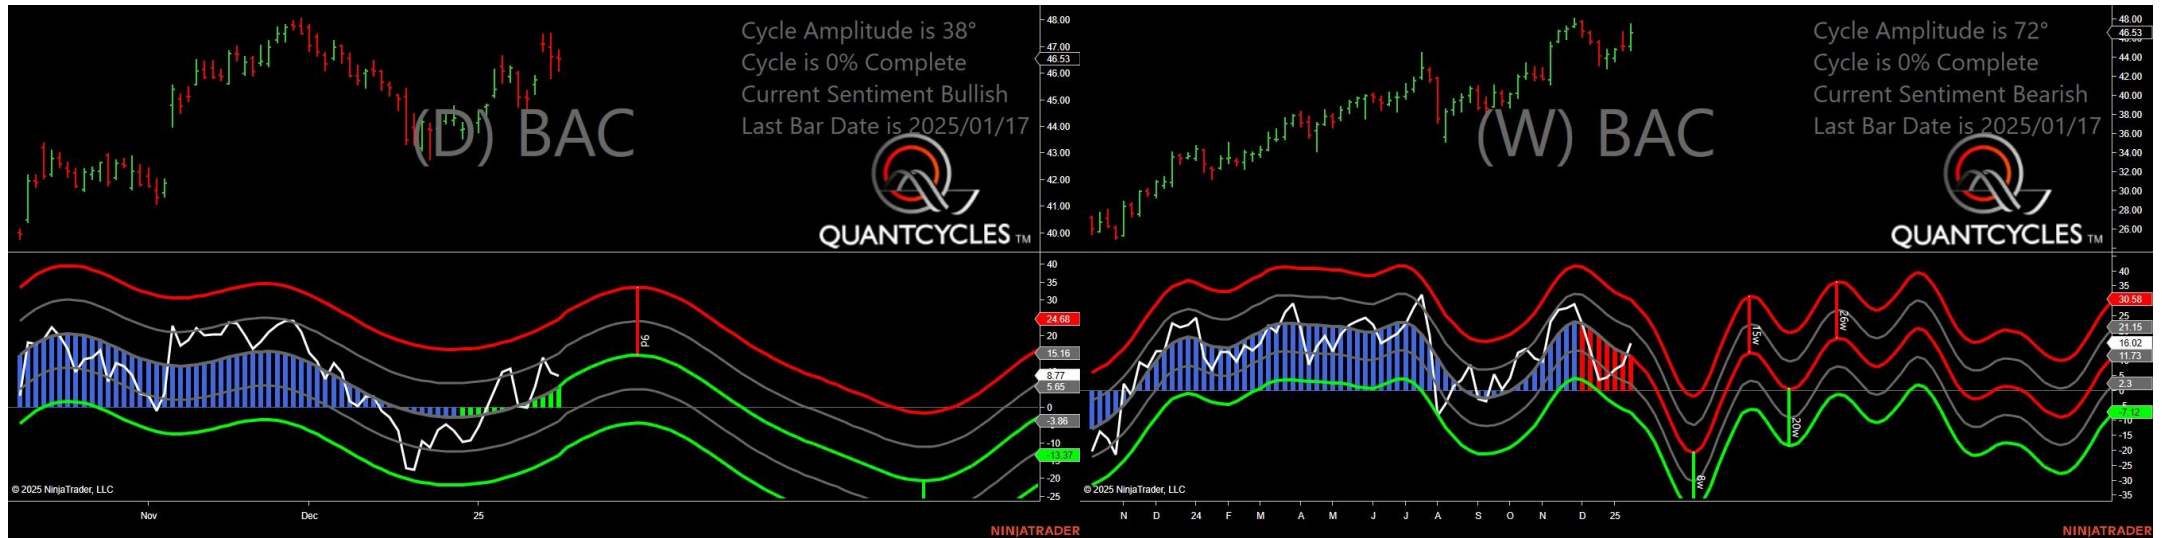 Cycle Amplitude is 38°
Cycle is 0% Complete
Current Sentiment Bullish
Last Bar Date is 2025/01/17
(D) BAC
QUANTCYCLES TM
48.00
47.00
46.53
46.00
45.00
44.00
43.00
42.00
41.00
40.00
40
35
30
24.68
20
15.16
8.77
5.65
0
-3.86
-10
-13.37
-20
-25
9d
© 2025 NinjaTrader, LLC
Nov Dec 25
NINJATRADER
Cycle Amplitude is 72°
Cycle is 0% Complete
Current Sentiment Bearish
Last Bar Date is 2025/01/17
(W) BAC
QUANTCYCLES TM
48.00
46.53
44.00
42.00
40.00
38.00
36.00
34.00
32.00
30.00
28.00
26.00
40
35
30.58
25
21.15
16.02
11.73
5
2.3
-7.12
-10
-15
-20
-25
-30
-35
15w
26w
20w
8w
© 2025 NinjaTrader, LLC
N D 24 F M A M J J A S O N D 25
NINJATRADER